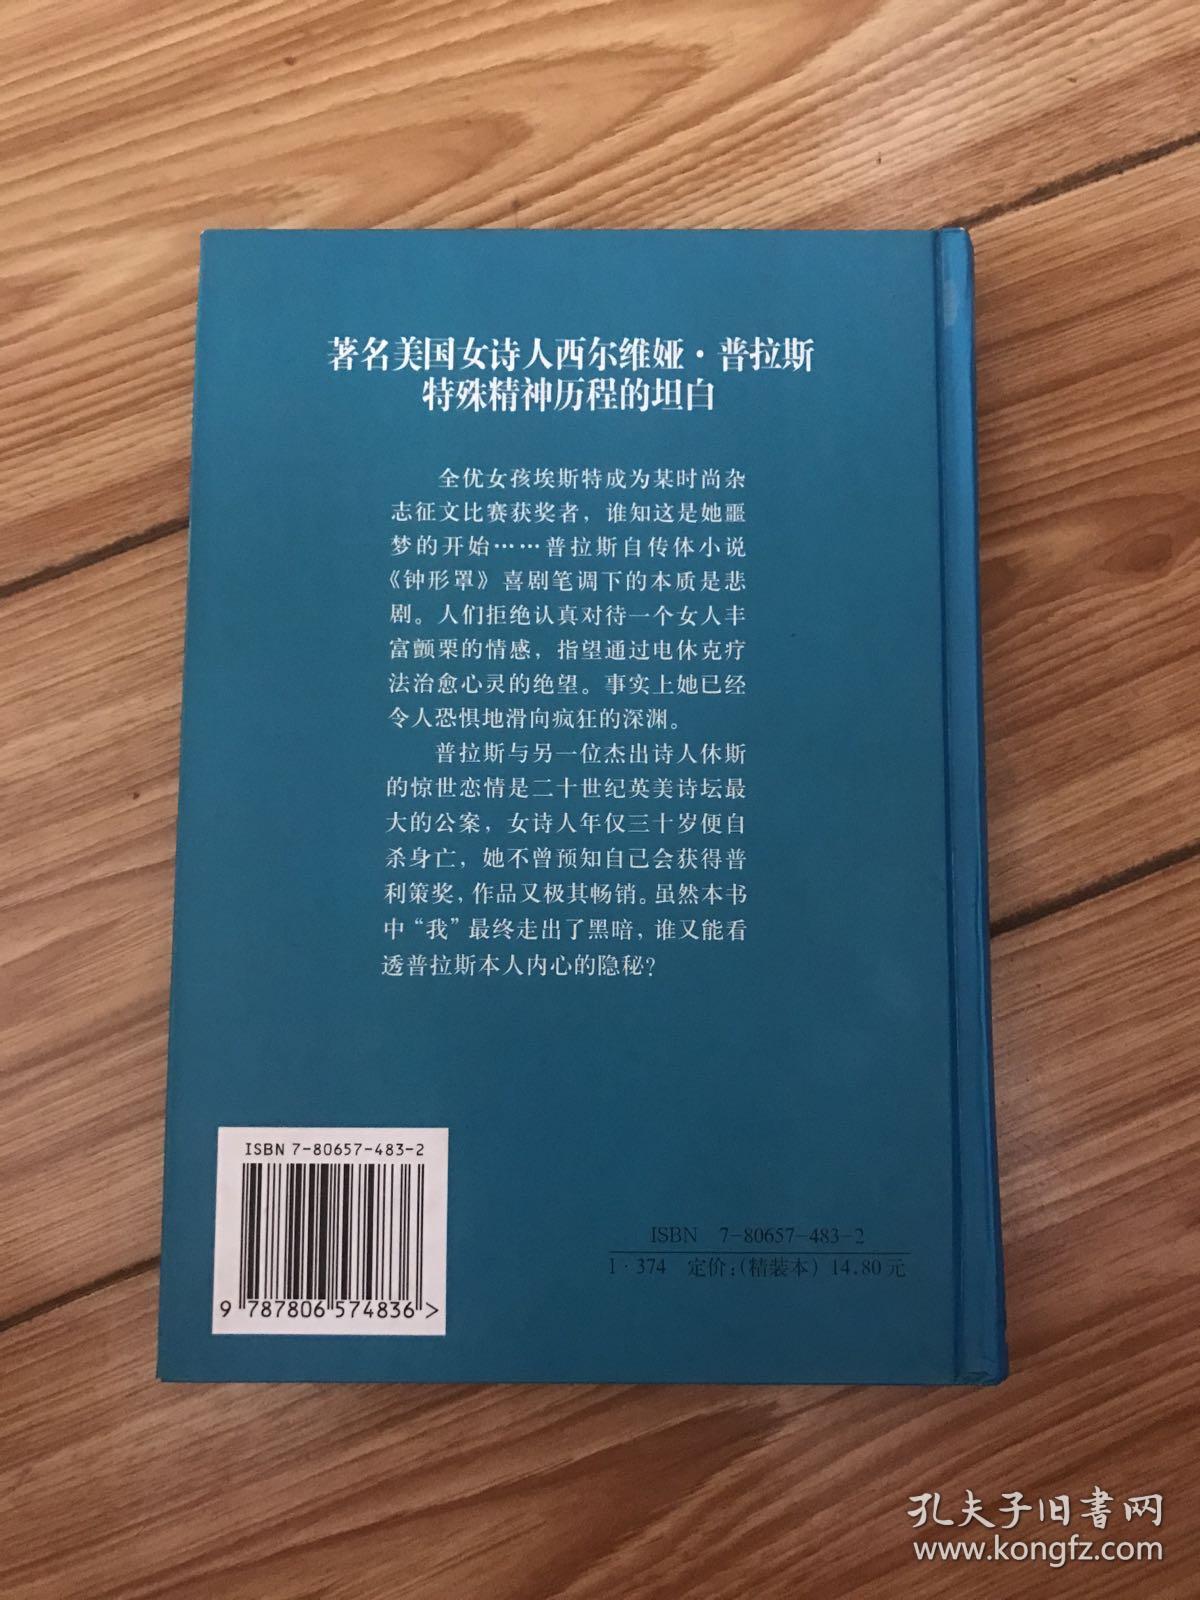 著名美国女诗人西尔维娅·普拉斯
特殊精神历程的坦白
全优女孩埃斯特成为某时尚杂
志征文比赛获奖者，谁知这是她噩
梦的开始……普拉斯自传体小说
《钟形罩》喜剧笔调下的本质是悲
剧。人们拒绝认真对待一个女人丰
富颤栗的情感，指望通过电休克疗
法治愈心灵的绝望。事实上她已经
令人恐惧地滑向疯狂的深渊。
普拉斯与另一位杰出诗人休斯
的惊世恋情是二十世纪英美诗坛最
大的公案，女诗人年仅三十岁便自
杀身亡，她不曾预知自己会获得普
利策奖，作品又极其畅销。虽然本书
中“我”最终走出了黑暗，谁又能看
透普拉斯本人内心的隐秘？
ISBN 7-80657-483-2
9 787806 574836 >
ISBN 7-80657-483-2
I·374 定价：(精装本) 14.80元
孔夫子旧书网
www.kongfz.com